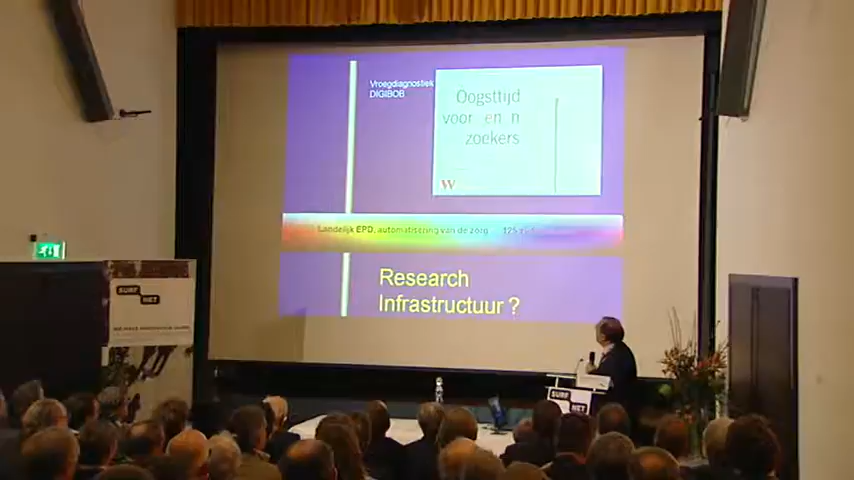 Vroegdiagnostiek
DIGIBOB
Oogsttijd
voor en n
zoekers
W
Landelijk EPD, automatisering van de zorg
Research
Infrastructuur ?
SURF
NET
SURF
NET